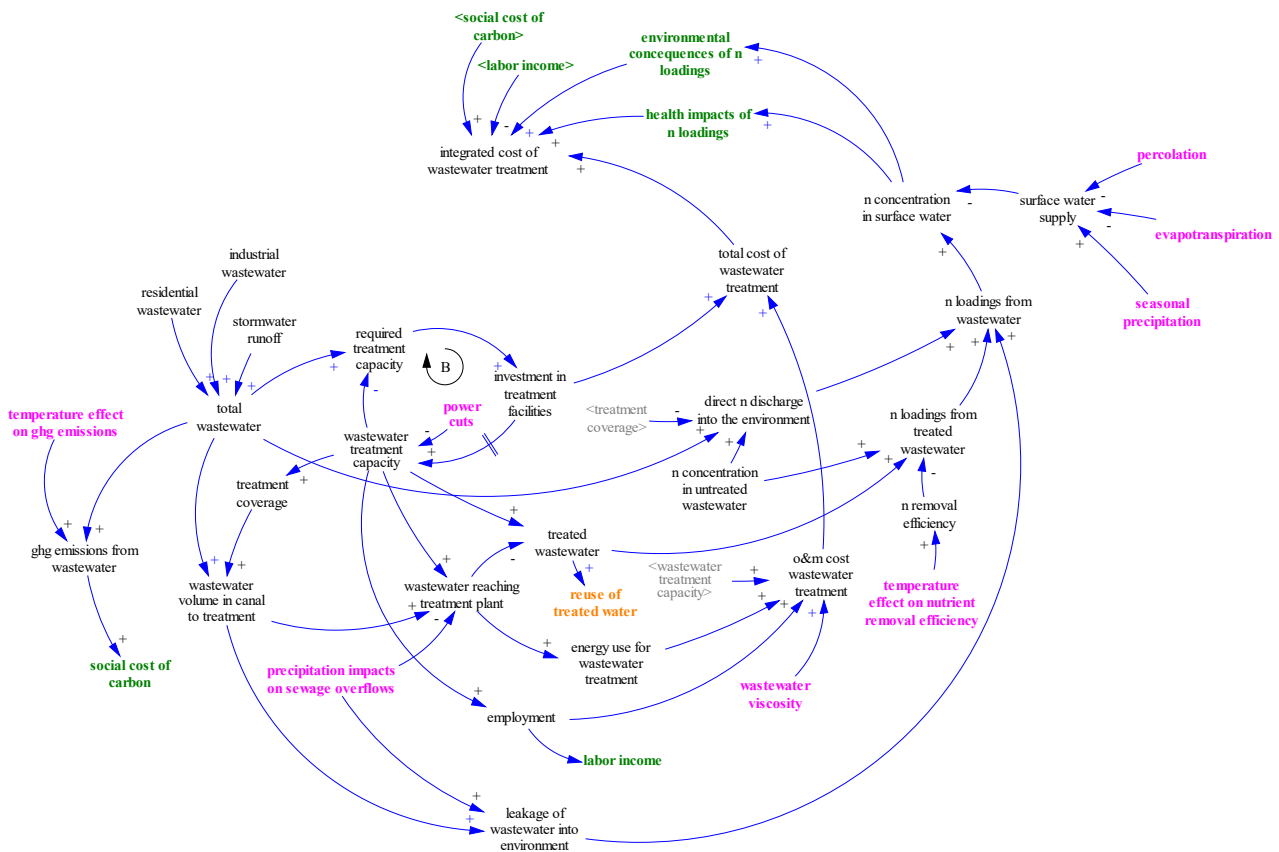 <social cost of
carbon>
<labor income>
environmental
concequences of n
loadings
health impacts of
n loadings
integrated cost of
wastewater treatment
percolation
n concentration
in surface water
surface water
supply
evapotranspiration
seasonal
precipitation
industrial
wastewater
residential
wastewater
stormwater
runoff
total cost of
wastewater
treatment
n loadings from
wastewater
required
treatment
capacity
B
investment in
treatment
facilities
temperature effect
on ghg emissions
total
wastewater
power
cuts
wastewater
treatment
capacity
<treatment
coverage>
direct n discharge
into the environment
n loadings from
treated
wastewater
treatment
coverage
n concentration
in untreated
wastewater
n removal
efficiency
ghg emissions from
wastewater
treated
wastewater
wastewater
volume in canal
to treatment
wastewater reaching
treatment plant
reuse of
treated water
<wastewater
treatment
capacity>
o&m cost
wastewater
treatment
temperature
effect on nutrient
removal efficiency
social cost of
carbon
precipitation impacts
on sewage overflows
energy use for
wastewater
treatment
wastewater
viscosity
employment
labor income
leakage of
wastewater into
environment